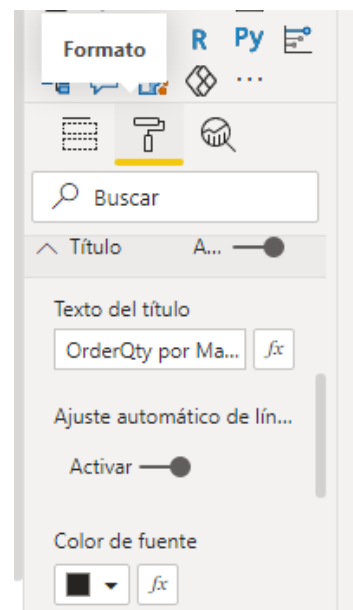 Formato
R Py
...
Buscar
Título A...
Texto del título
OrderQty por Ma... fx
Ajuste automático de lín...
Activar
Color de fuente
fx